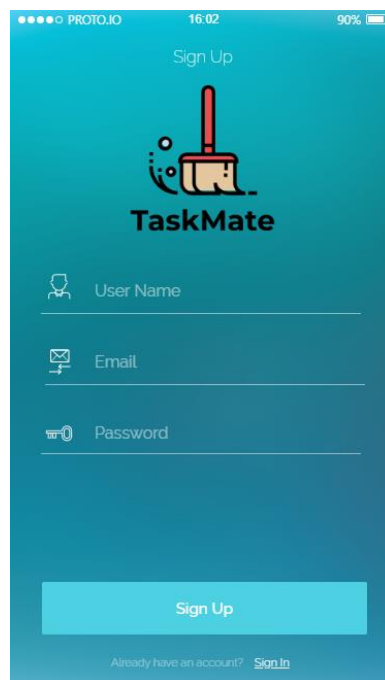 PROTO.IO 16:02 90%
Sign Up
TaskMate
User Name
Email
Password
Sign Up
Already have an account? Sign In